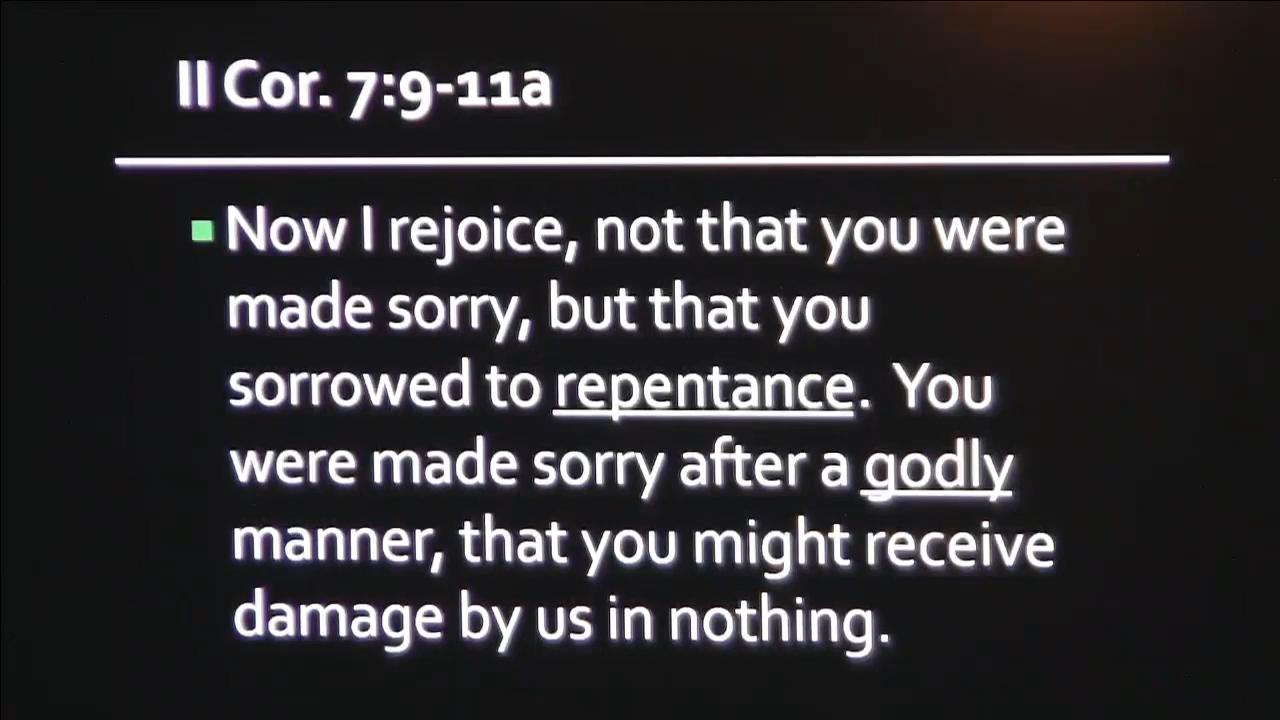 II Cor. 7:9-11a
Now I rejoice, not that you were
made sorry, but that you
sorrowed to repentance.  You
were made sorry after a godly
manner, that you might receive
damage by us in nothing.